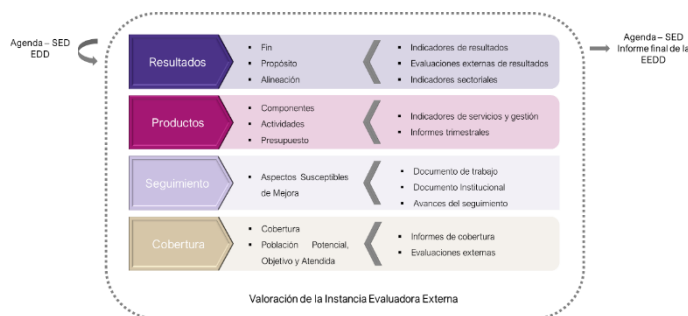 Agenda – SED
EDD
Agenda – SED
Informe final de la
EEDD
Resultados
▪ Fin
▪ Propósito
▪ Alineación
▪ Indicadores de resultados
▪ Evaluaciones externas de resultados
▪ Indicadores sectoriales
Productos
▪ Componentes
▪ Actividades
▪ Presupuesto
▪ Indicadores de servicios y gestión
▪ Informes trimestrales
Seguimiento
▪ Aspectos Susceptibles
de Mejora
▪ Documento de trabajo
▪ Documento Institucional
▪ Avances del seguimiento
Cobertura
▪ Cobertura
▪ Población Potencial,
Objetivo y Atendida
▪ Informes de cobertura
▪ Evaluaciones externas
Valoración de la Instancia Evaluadora Externa